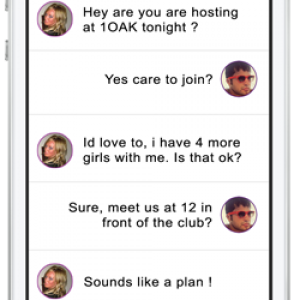 Hey are you are hosting
at 1OAK tonight ?
Yes care to join?
Id love to, i have 4 more
girls with me. Is that ok?
Sure, meet us at 12 in
front of the club?
Sounds like a plan !